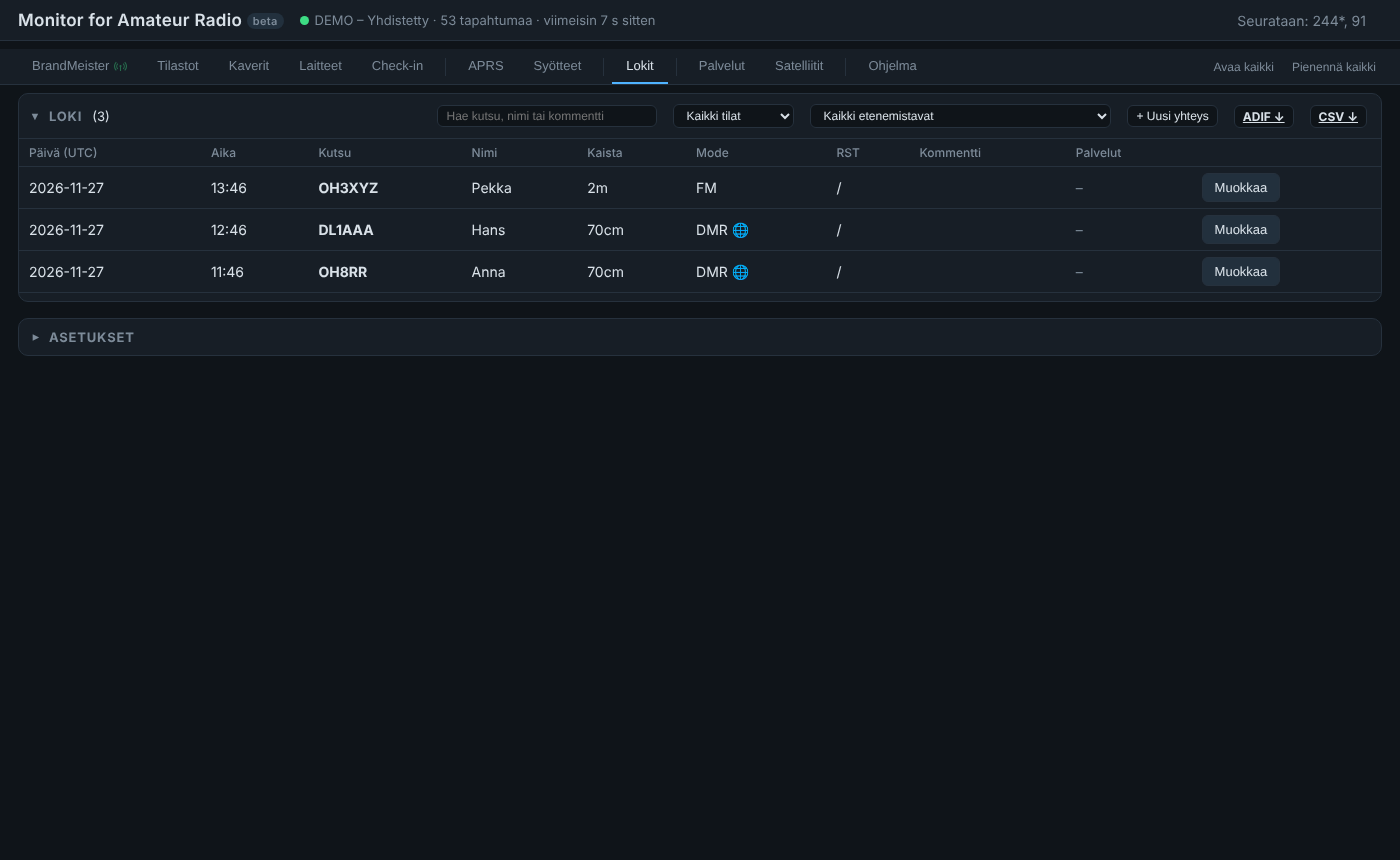 Monitor for Amateur Radio beta DEMO – Yhdistetty · 53 tapahtumaa · viimeisin 7 s sitten Seurataan: 244*, 91
BrandMeister Tilastot Kaverit Laitteet Check-in APRS Syötteet Lokit Palvelut Satelliitit Ohjelma Avaa kaikki Pienennä kaikki
▾ LOKI (3) Hae kutsu, nimi tai kommentti Kaikki tilat Kaikki etenemistavat + Uusi yhteys ADIF ↓ CSV ↓
Päivä (UTC) Aika Kutsu Nimi Kaista Mode RST Kommentti Palvelut
2026-11-27 13:46 OH3XYZ Pekka 2m FM / – Muokkaa
2026-11-27 12:46 DL1AAA Hans 70cm DMR 🌐 / – Muokkaa
2026-11-27 11:46 OH8RR Anna 70cm DMR 🌐 / – Muokkaa
▸ ASETUKSET